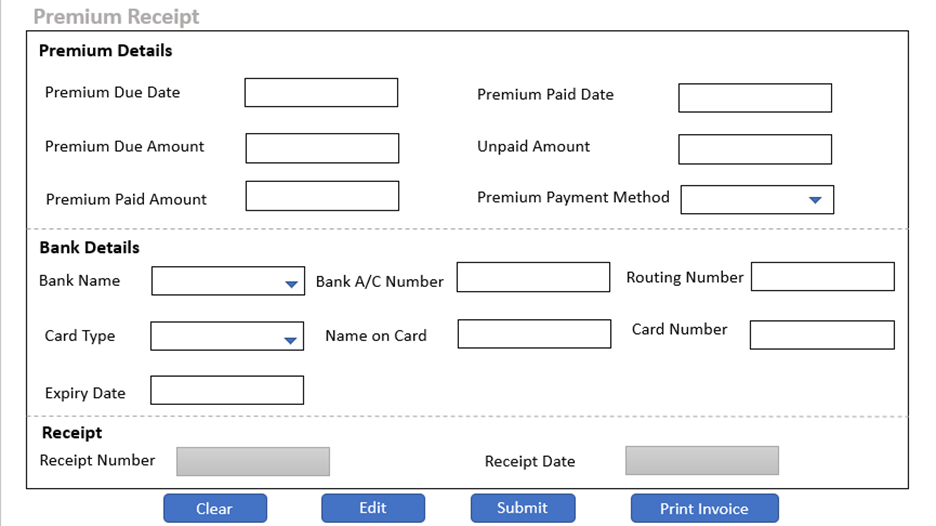 Premium Receipt
Premium Details
Premium Due Date
Premium Paid Date
Premium Due Amount
Unpaid Amount
Premium Paid Amount
Premium Payment Method
Bank Details
Bank Name
Bank A/C Number
Routing Number
Card Type
Name on Card
Card Number
Expiry Date
Receipt
Receipt Number
Receipt Date
Clear
Edit
Submit
Print Invoice